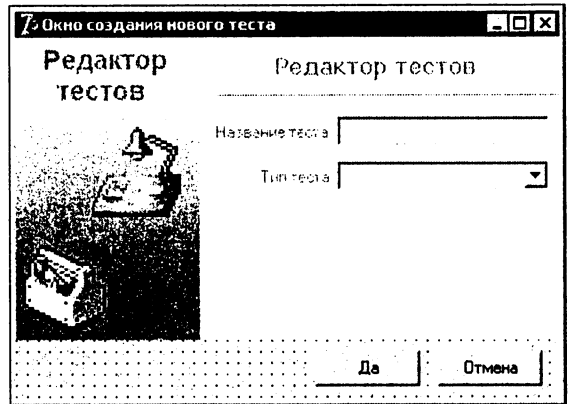 Окно создания нового теста
Редактор
тестов
Редактор тестов
Название теста
Тип теста
Да
Отмена